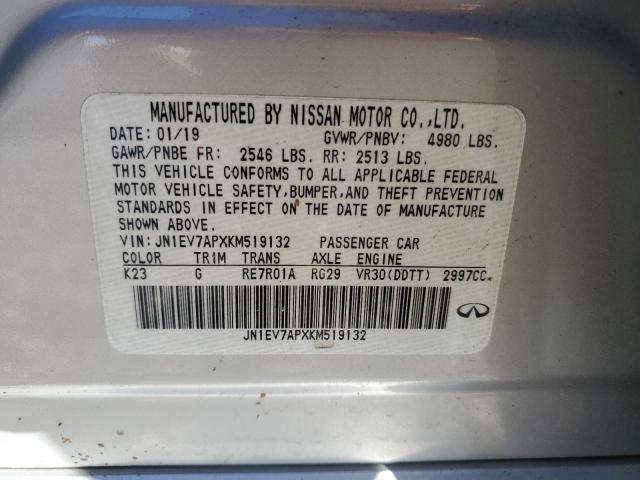 MANUFACTURED BY NISSAN MOTOR CO.,LTD.
DATE: 01/19 GVWR/PNBV: 4980 LBS.
GAWR/PNBE FR: 2546 LBS. RR: 2513 LBS.
THIS VEHICLE CONFORMS TO ALL APPLICABLE FEDERAL
MOTOR VEHICLE SAFETY, BUMPER, AND THEFT PREVENTION
STANDARDS IN EFFECT ON THE DATE OF MANUFACTURE
SHOWN ABOVE.
VIN: JN1EV7APXKM519132 PASSENGER CAR
COLOR TRIM TRANS AXLE ENGINE
K23 G RE7R01A RG29 VR30(DDTT) 2997CC
JN1EV7APXKM519132
INFINITI